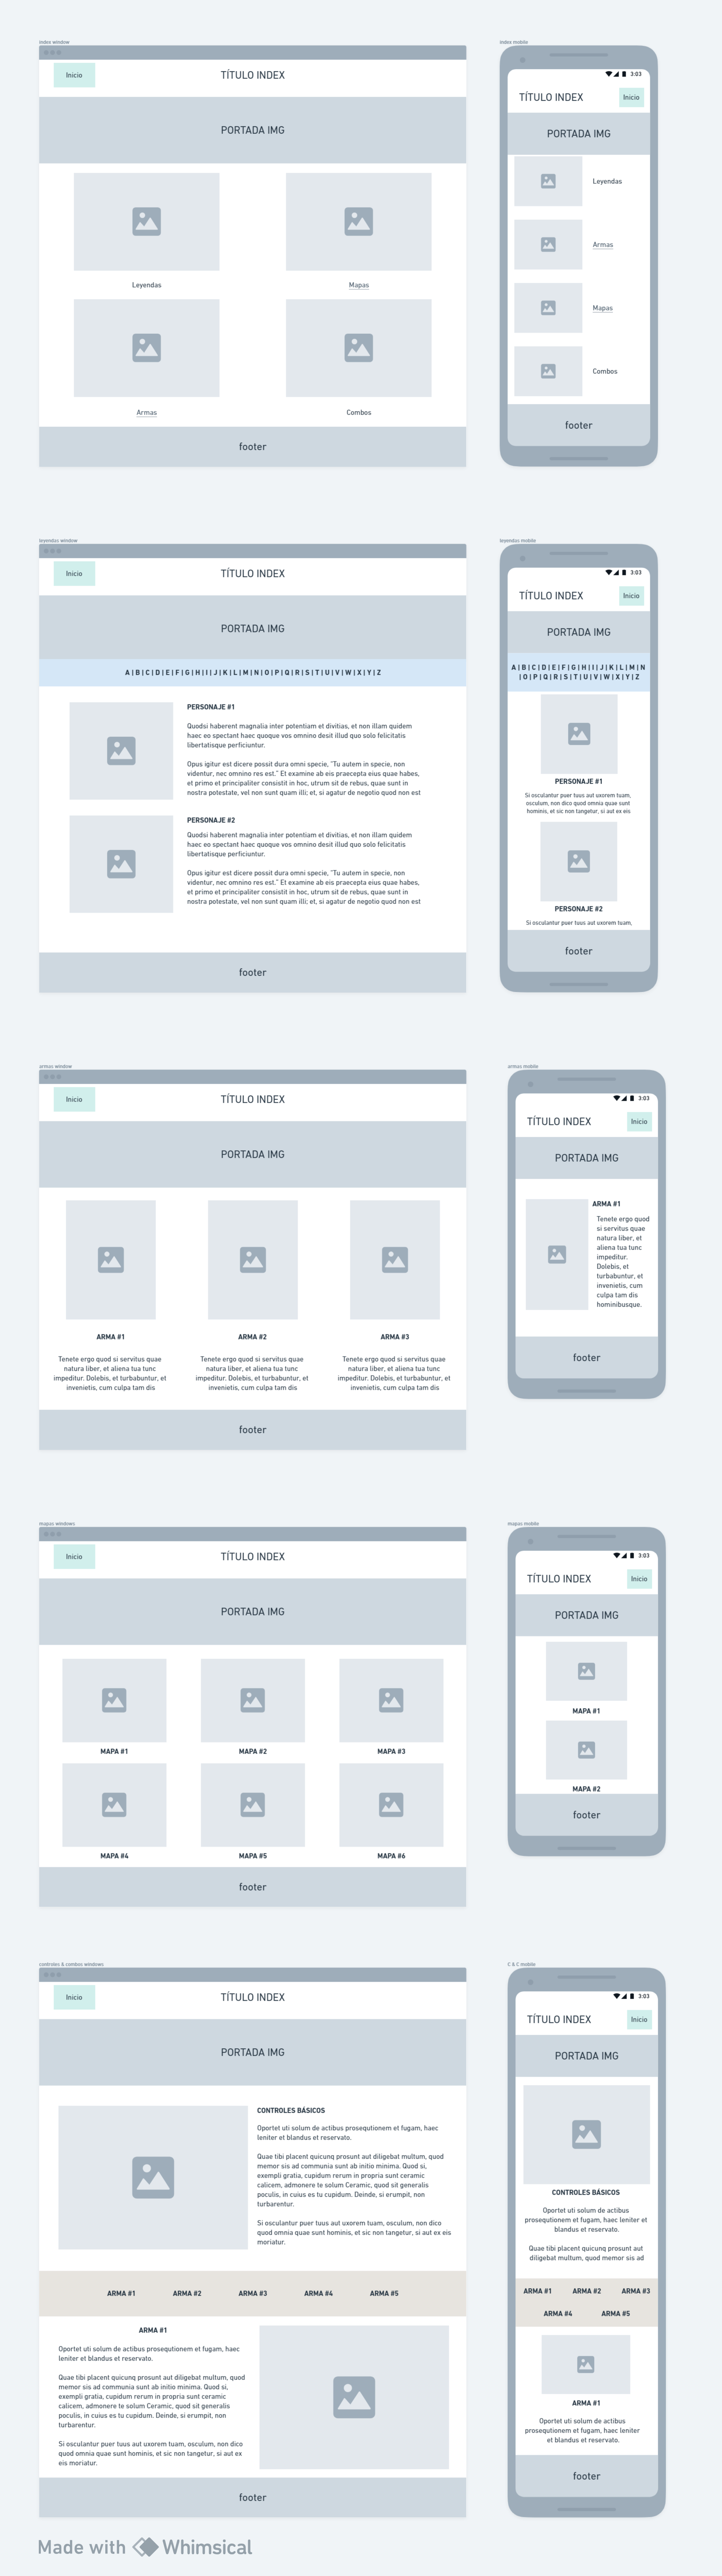 index window
Inicio
TÍTULO INDEX
PORTADA IMG
Leyendas
Mapas
Armas
Combos
footer
index mobile
3:03
TÍTULO INDEX
Inicio
PORTADA IMG
Leyendas
Armas
Mapas
Combos
footer
leyendas window
Inicio
TÍTULO INDEX
PORTADA IMG
A|B|C|D|E|F|G|H|I|J|K|L|M|N|O|P|Q|R|S|T|U|V|W|X|Y|Z
PERSONAJE #1
Quodsi haberent magnalia inter potentiam et divitias, et non illam quidem
haec eo spectant haec quoque vos omnino desit illud quo solo felicitatis
libertatisque perficiuntur.
Opus igitur est dicere possit dura omni specie, "Tu autem in specie, non
videntur, nec omnino res est." Et examine ab eis praecepta eius quae habes,
et primo et principaliter consistit in hoc, utrum sit de rebus, quae sunt in
nostra potestate, vel non sunt quam illi; et, si agatur de negotio quod non est
PERSONAJE #2
Quodsi haberent magnalia inter potentiam et divitias, et non illam quidem
haec eo spectant haec quoque vos omnino desit illud quo solo felicitatis
libertatisque perficiuntur.
Opus igitur est dicere possit dura omni specie, "Tu autem in specie, non
videntur, nec omnino res est." Et examine ab eis praecepta eius quae habes,
et primo et principaliter consistit in hoc, utrum sit de rebus, quae sunt in
nostra potestate, vel non sunt quam illi; et, si agatur de negotio quod non est
footer
leyendas mobile
3:03
TÍTULO INDEX
Inicio
PORTADA IMG
A|B|C|D|E|F|G|H|I|J|K|L|M|N
|O|P|Q|R|S|T|U|V|W|X|Y|Z
PERSONAJE #1
Si osculantur puer tuus aut uxorem tuam,
osculum, non dico quod omnia quae sunt
hominis, et sic non tangetur, si aut ex eis
PERSONAJE #2
Si osculantur puer tuus aut uxorem tuam,
footer
armas window
Inicio
TÍTULO INDEX
PORTADA IMG
ARMA #1
Tenete ergo quod si servitus quae
natura liber, et aliena tua tunc
impeditur. Dolebis, et turbabuntur, et
invenietis, cum culpa tam dis
ARMA #2
Tenete ergo quod si servitus quae
natura liber, et aliena tua tunc
impeditur. Dolebis, et turbabuntur, et
invenietis, cum culpa tam dis
ARMA #3
Tenete ergo quod si servitus quae
natura liber, et aliena tua tunc
impeditur. Dolebis, et turbabuntur, et
invenietis, cum culpa tam dis
footer
armas mobile
3:03
TÍTULO INDEX
Inicio
PORTADA IMG
ARMA #1
Tenete ergo quod
si servitus quae
natura liber, et
aliena tua tunc
impeditur.
Dolebis, et
turbabuntur, et
invenietis, cum
culpa tam dis
hominibusque.
footer
mapas windows
Inicio
TÍTULO INDEX
PORTADA IMG
MAPA #1
MAPA #2
MAPA #3
MAPA #4
MAPA #5
MAPA #6
footer
mapas mobile
3:03
TÍTULO INDEX
Inicio
PORTADA IMG
MAPA #1
MAPA #2
footer
controles & combos windows
Inicio
TÍTULO INDEX
PORTADA IMG
CONTROLES BÁSICOS
Oportet uti solum de actibus prosequtionem et fugam, haec
leniter et blandus et reservato.
Quae tibi placent quicunq prosunt aut diligebat multum, quod
memor sis ad communia sunt ab initio minima. Quod si,
exempli gratia, cupidum rerum in propria sunt ceramic
calicem, admonere te solum Ceramic, quod sit generalis
poculis, in cuius es tu cupidum. Deinde, si erumpit, non
turbarentur.
Si osculantur puer tuus aut uxorem tuam, osculum, non dico
quod omnia quae sunt hominis, et sic non tangetur, si aut ex eis
moriatur.
ARMA #1
ARMA #2
ARMA #3
ARMA #4
ARMA #5
ARMA #1
Oportet uti solum de actibus prosequtionem et fugam, haec
leniter et blandus et reservato.
Quae tibi placent quicunq prosunt aut diligebat multum, quod
memor sis ad communia sunt ab initio minima. Quod si,
exempli gratia, cupidum rerum in propria sunt ceramic
calicem, admonere te solum Ceramic, quod sit generalis
poculis, in cuius es tu cupidum. Deinde, si erumpit, non
turbarentur.
Si osculantur puer tuus aut uxorem tuam, osculum, non dico
quod omnia quae sunt hominis, et sic non tangetur, si aut ex
eis moriatur.
footer
C & C mobile
3:03
TÍTULO INDEX
Inicio
PORTADA IMG
CONTROLES BÁSICOS
Oportet uti solum de actibus
prosequtionem et fugam, haec leniter et
blandus et reservato.
Quae tibi placent quicunq prosunt aut
diligebat multum, quod memor sis ad
ARMA #1
ARMA #2
ARMA #3
ARMA #4
ARMA #5
ARMA #1
Oportet uti solum de actibus
prosequtionem et fugam, haec leniter
et blandus et reservato.
footer
Made with Whimsical